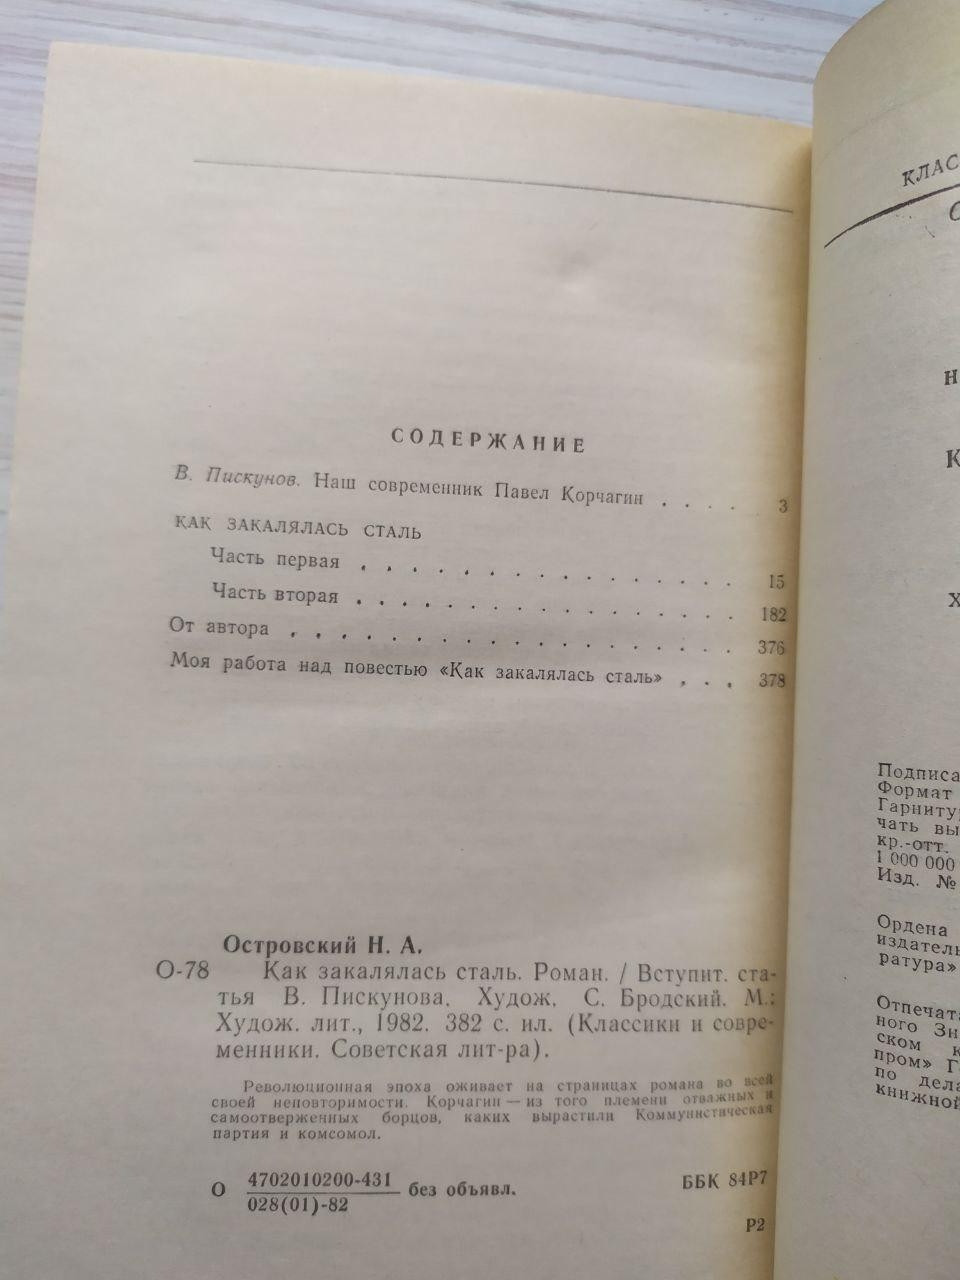 СОДЕРЖАНИЕ
В. Пискунов. Наш современник Павел Корчагин . . . . 3
КАК ЗАКАЛЯЛАСЬ СТАЛЬ
Часть первая . . . . . . . . . . . . . . . 15
Часть вторая . . . . . . . . . . . . . . . 182
От автора . . . . . . . . . . . . . . . . . 376
Моя работа над повестью «Как закалялась сталь» . . . 378
Островский Н. А.
О-78 Как закалялась сталь. Роман. / Вступит. ста-
тья В. Пискунова. Худож. С. Бродский. М.:
Худож. лит., 1982. 382 с. ил. (Классики и совре-
менники. Советская лит-ра).
Революционная эпоха оживает на страницах романа во всей
своей неповторимости. Корчагин — из того племени отважных и
самоотверженных борцов, каких вырастили Коммунистическая
партия и комсомол.
О 4702010200-431 без объявл.
028(01)-82
ББК 84Р7
Р2
КЛАС
С
Н
К
Х
Подписа
Формат
Гарниту
чать вы
кр.-отт.
1 000 000
Изд. №
Ордена
издатель
ратура»
Отпечат
ного Зн
ском к
пром» Г
по дела
книжной